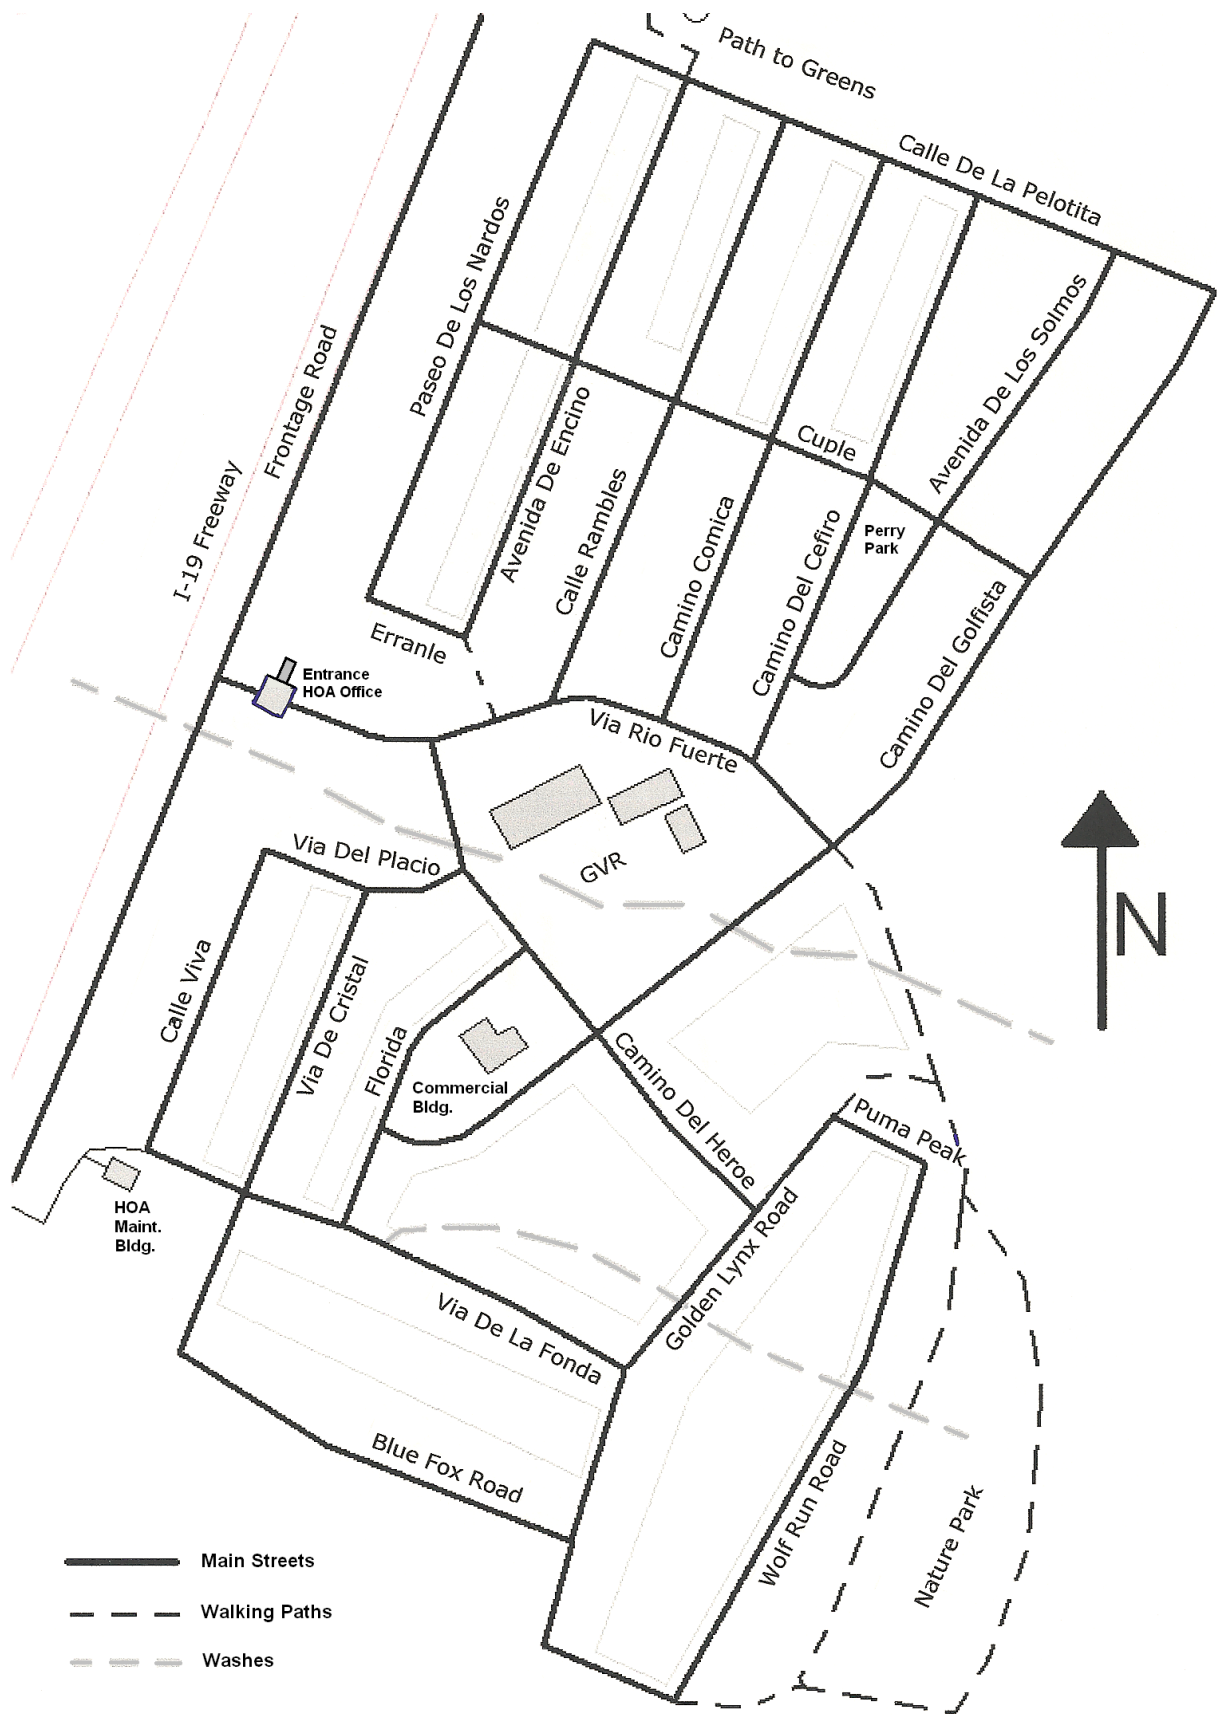 Path to Greens
Calle De La Pelotita
Paseo De Los Nardos
Avenida De Los Solmos
Frontage Road
I-19 Freeway
Avenida De Encino
Cuple
Calle Rambles
Camino Comica
Camino Del Cefiro
Perry
Park
Camino Del Golfista
Erranle
Entrance
HOA Office
Via Rio Fuerte
GVR
Via Del Placio
N
Calle Viva
Via De Cristal
Florida
Commercial
Bldg.
Camino Del Heroe
Puma Peak
HOA
Maint.
Bldg.
Golden Lynx Road
Via De La Fonda
Blue Fox Road
Wolf Run Road
Nature Park
Main Streets
Walking Paths
Washes